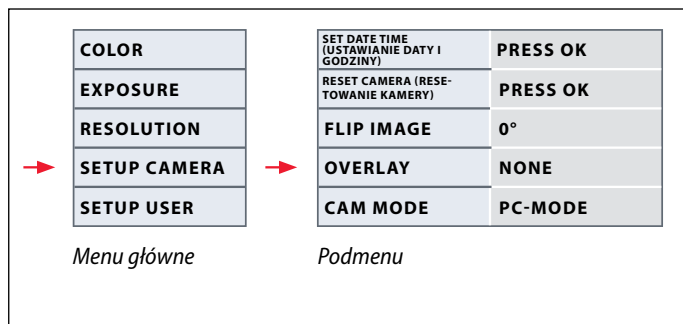 COLOR
EXPOSURE
RESOLUTION
SETUP CAMERA
SETUP USER
Menu główne
SET DATE TIME
(USTAWIANIE DATY I
GODZINY)
PRESS OK
RESET CAMERA (RESE-
TOWANIE KAMERY)
PRESS OK
FLIP IMAGE
0°
OVERLAY
NONE
CAM MODE
PC-MODE
Podmenu